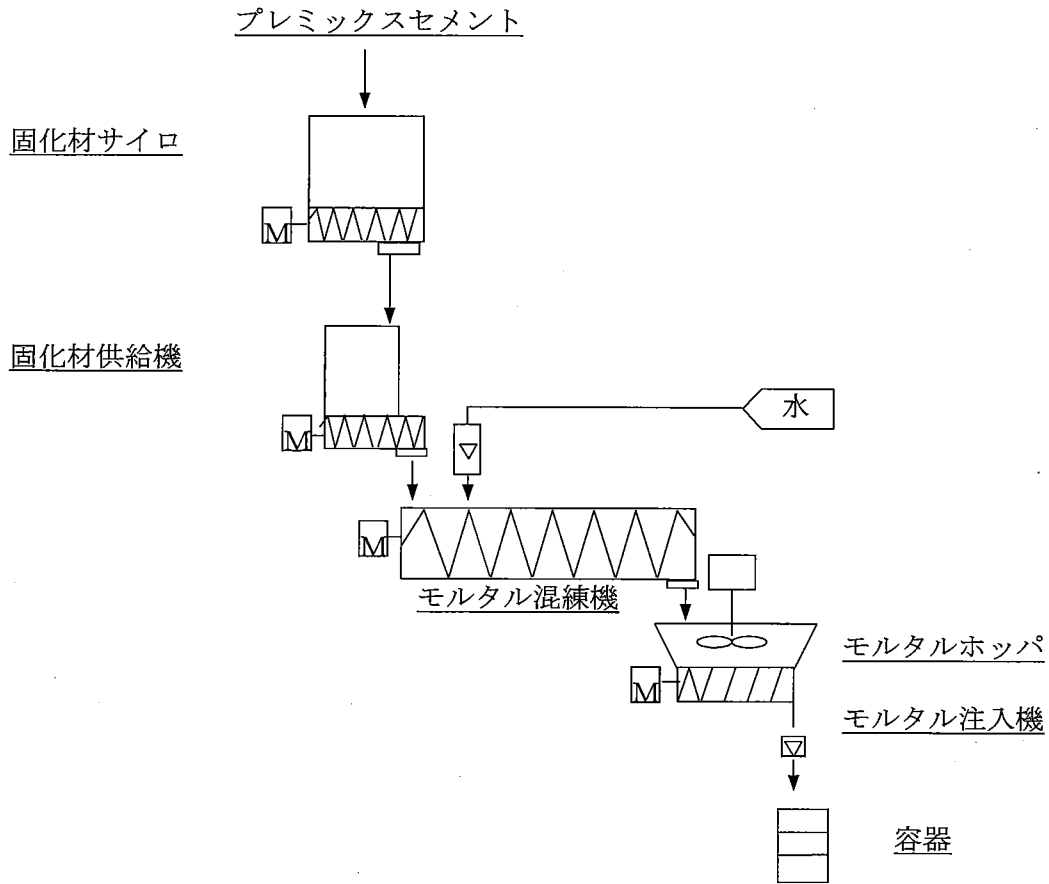 プレミックスセメント
固化材サイロ
M
固化材供給機
水
M
M
モルタル混練機
モルタルホッパ
M
モルタル注入機
容器